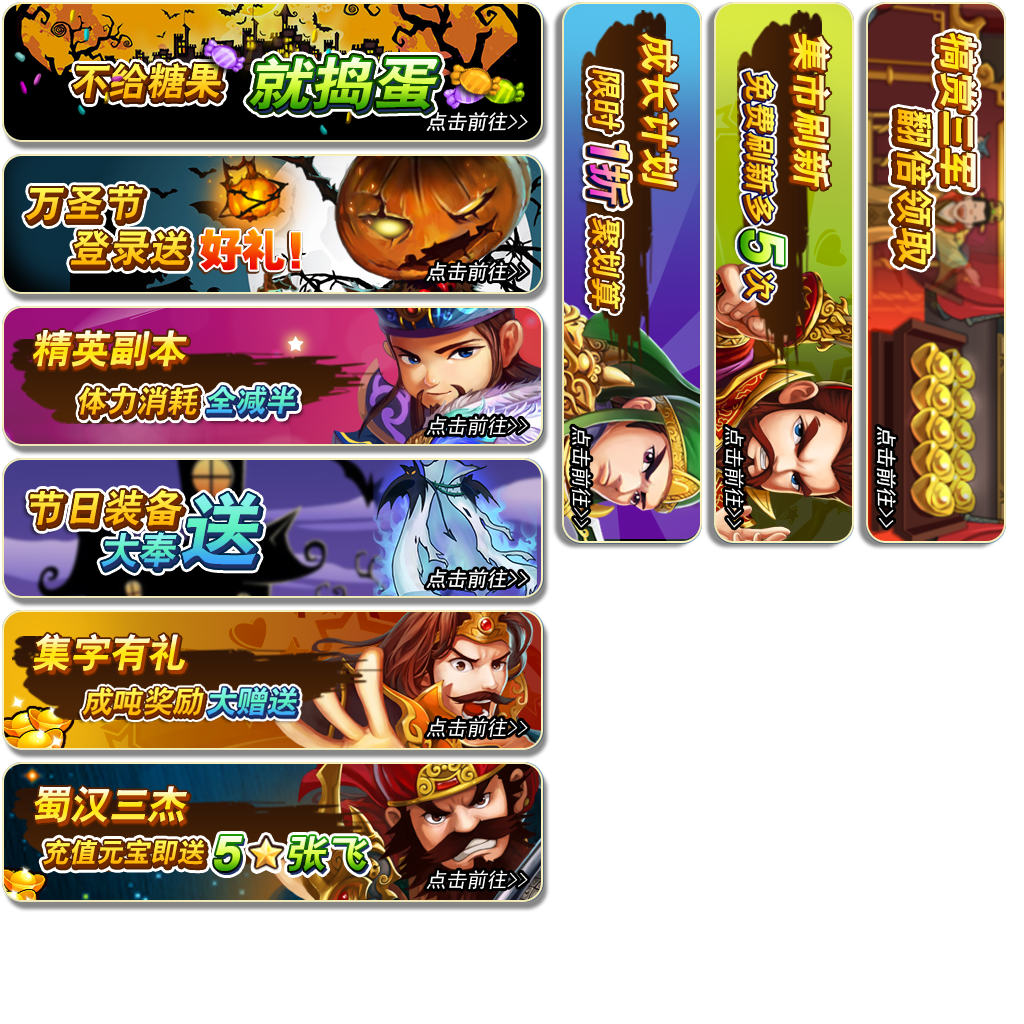 不给糖果 就捣蛋
点击前往>>
万圣节
登录送 好礼!
点击前往>>
精英副本
体力消耗 全减半
点击前往>>
节日装备
大奉送
点击前往>>
集字有礼
成吨奖励 大赠送
点击前往>>
蜀汉三杰
充值元宝即送 5 张飞
点击前往>>
成长计划
限时 1折 聚划算
点击前往>>
集市刷新
免费刷新多 5 次
点击前往>>
犒赏三军
翻倍领取
点击前往>>